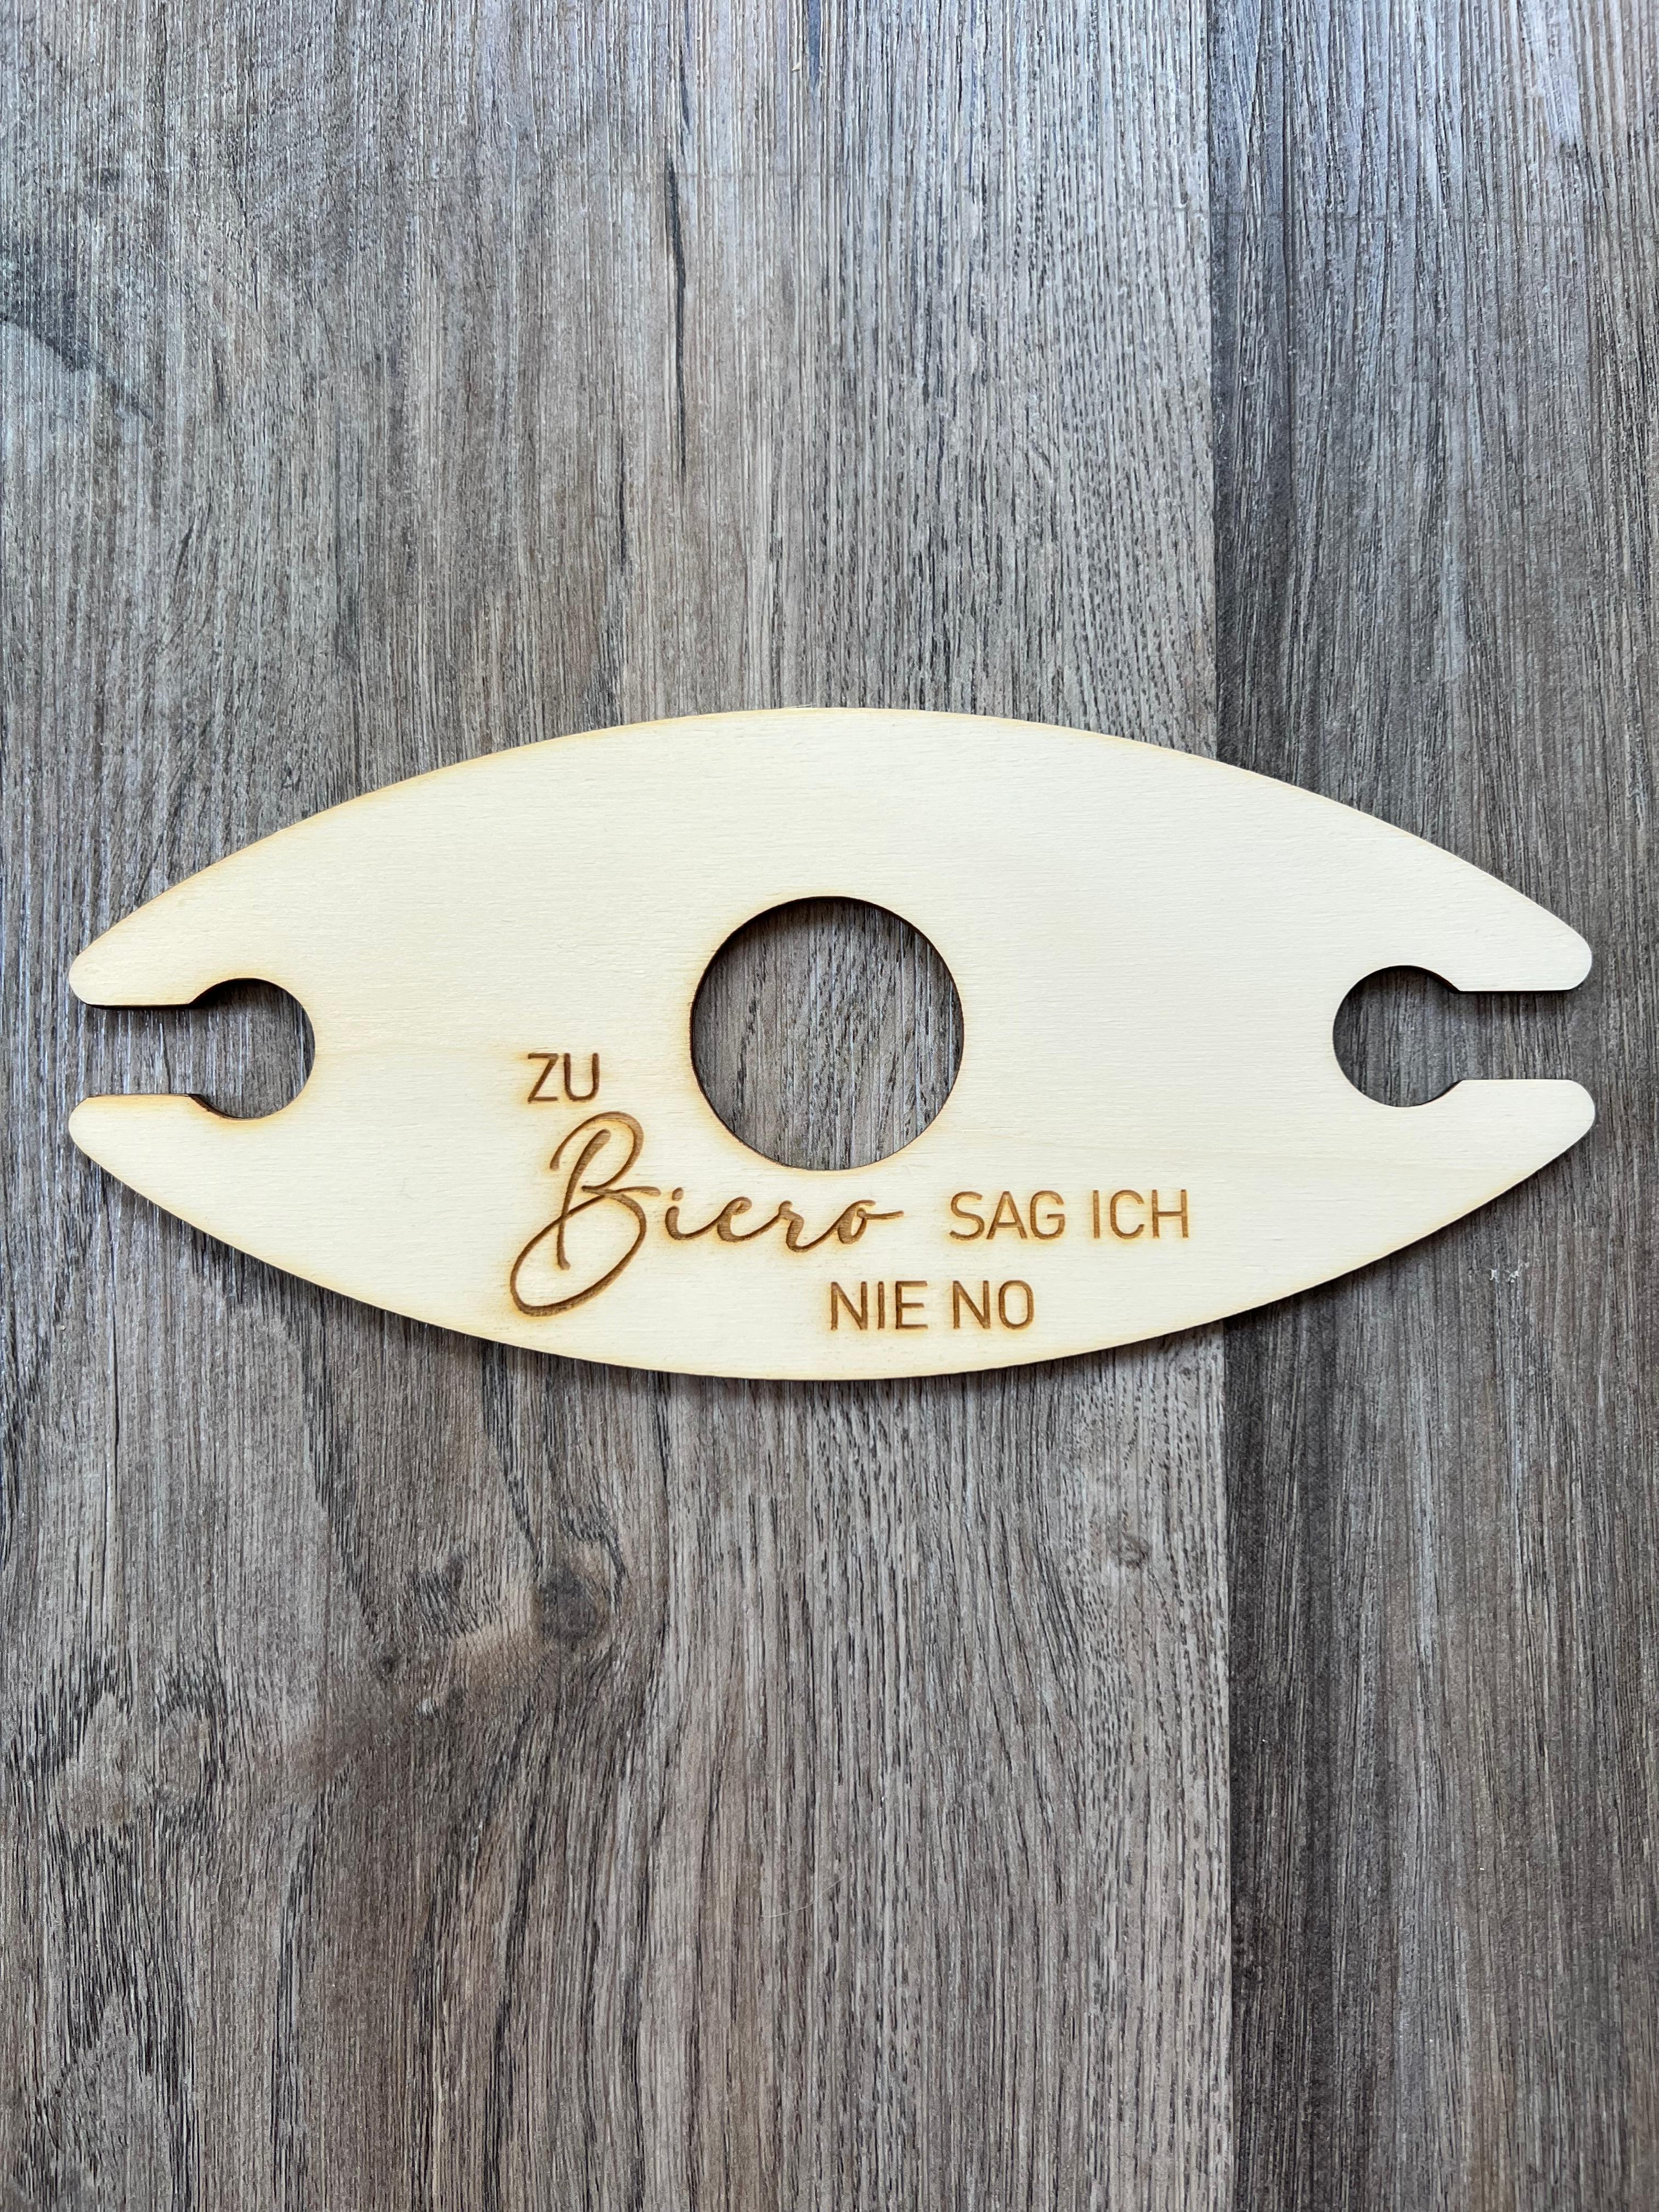 ZU
Biero SAG ICH
NIE NO